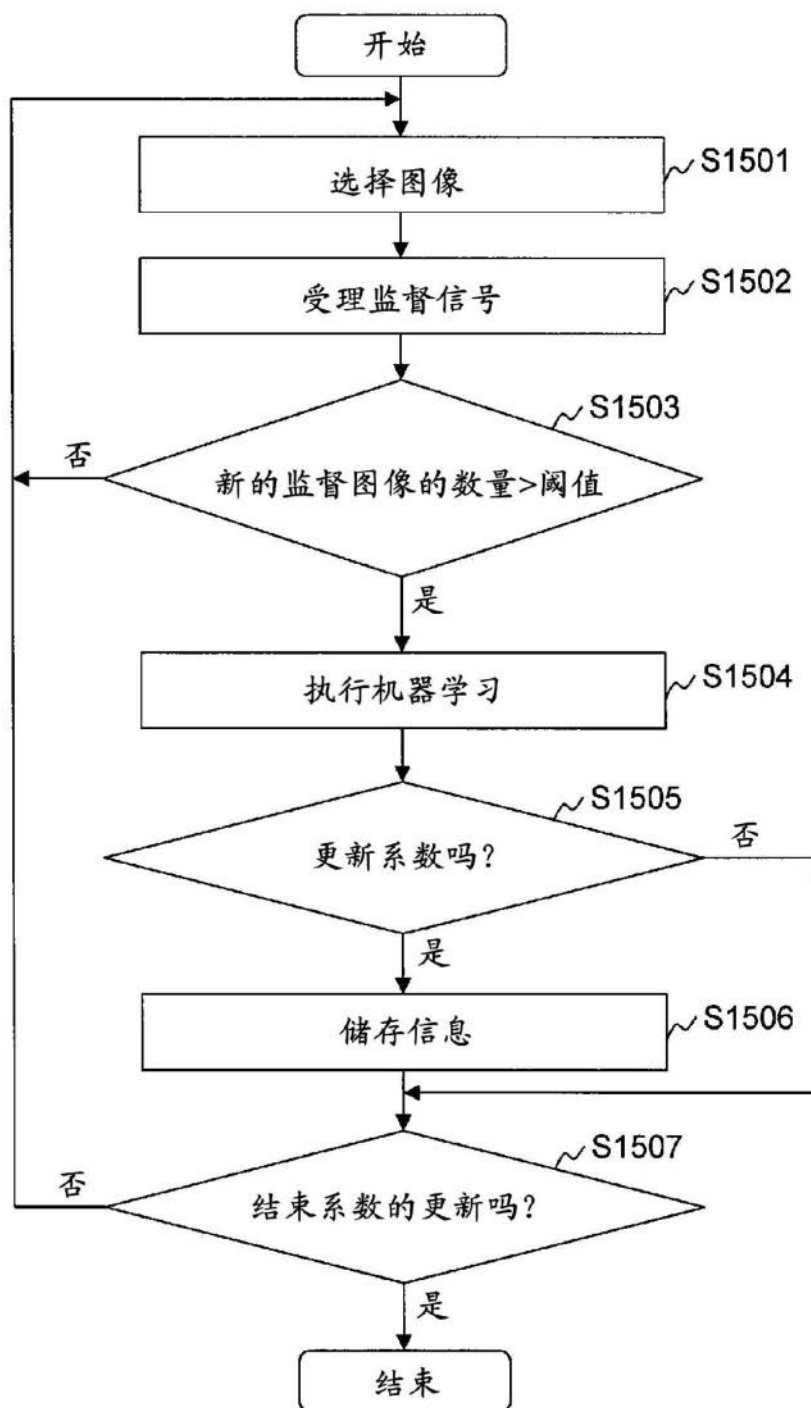 开始
选择图像
S1501
受理监督信号
S1502
S1503
否
新的监督图像的数量>阈值
是
执行机器学习
S1504
S1505
更新系数吗?
否
是
储存信息
S1506
S1507
否
结束系数的更新吗?
是
结束